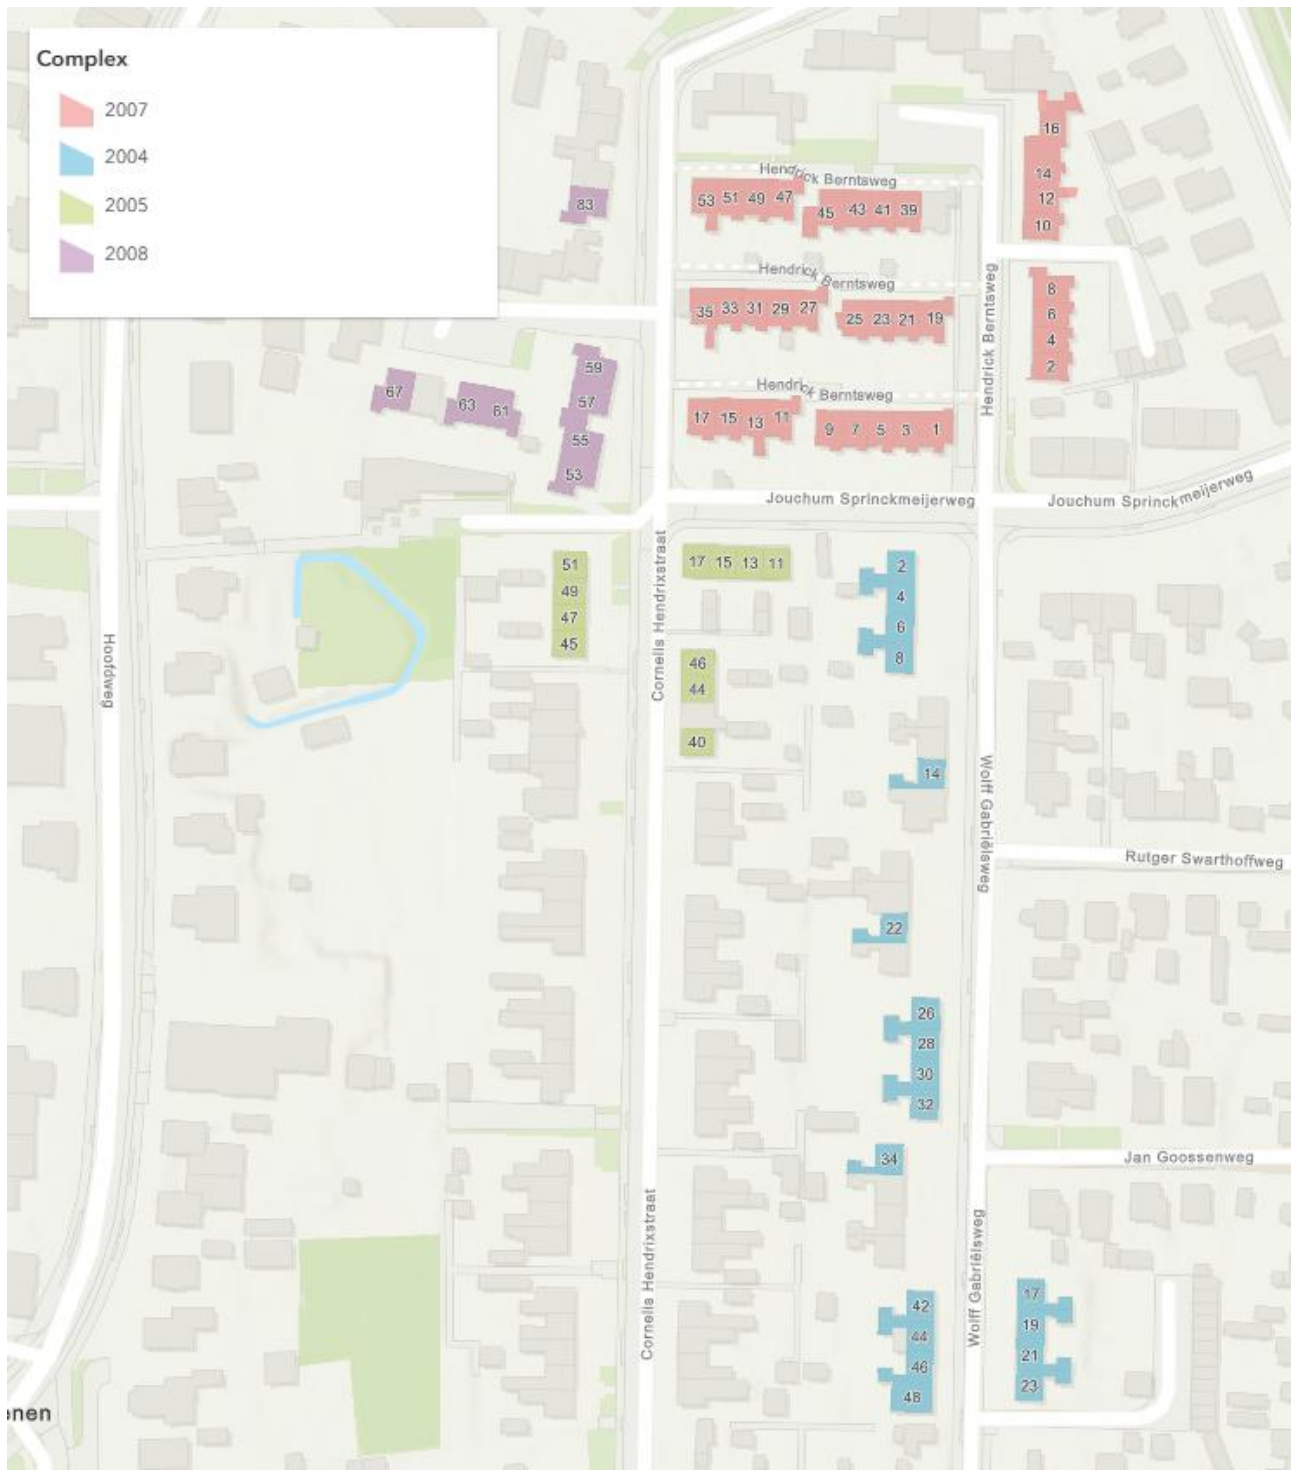 Complex
2007
2004
2005
2008
16
14
12
10
83
Hendrick Berntsweg
53 51 49 47
45 43 41 39
Hendrick Berntsweg
Hendrick Berntsweg
35 33 31 29 27
25 23 21 19
8
6
4
2
59
57
55
53
67
63 61
Hendrick Berntsweg
17 15 13 11
9 7 5 3 1
Jouchum Sprinckmeijerweg
Jouchum Sprinckmeijerweg
Cornelis Hendrixstraat
51
49
47
45
17 15 13 11
2
4
6
8
46
44
40
Hoofdweg
14
Wolff Gabriëlsweg
Rutger Swarthoffweg
22
26
28
30
32
34
Jan Goossenweg
Cornelis Hendrixstraat
Wolff Gabriëlsweg
42
44
46
48
17
19
21
23
enen